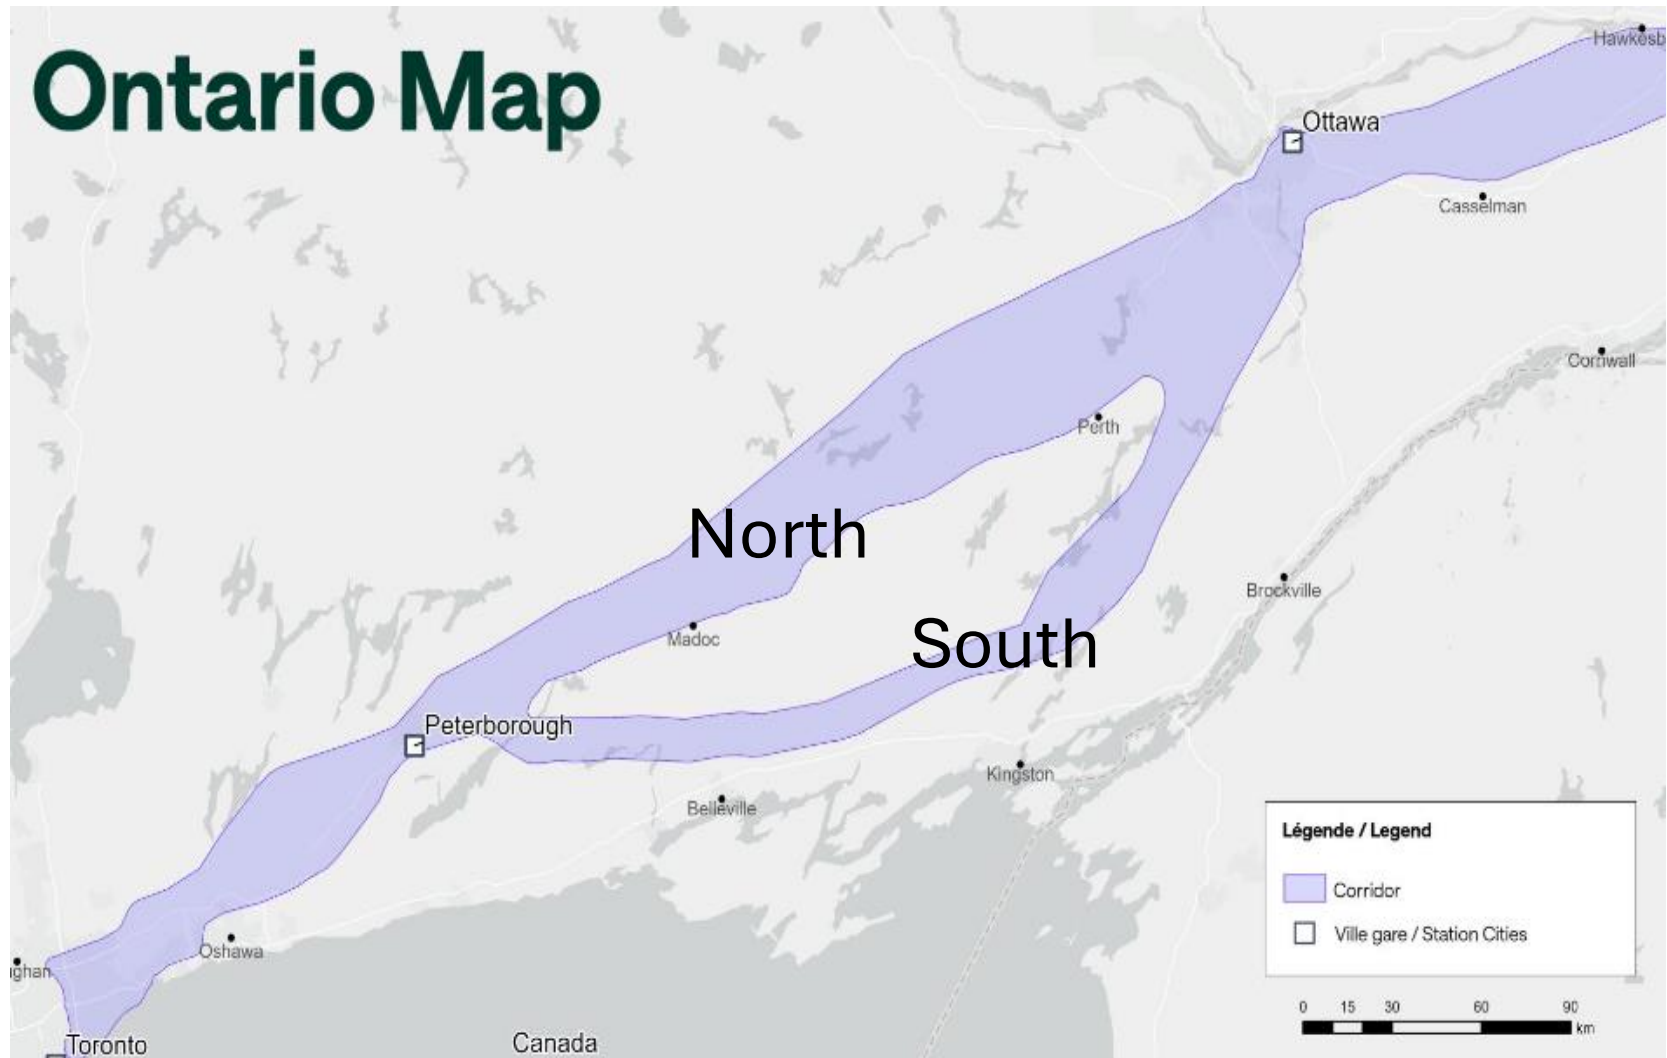 Ontario Map
Hawkesb
Ottawa
Casselman
Cornwall
Perth
North
Brockville
South
Madoc
Peterborough
Kingston
Belleville
Légende / Legend
Corridor
Ville gare / Station Cities
Oshawa
ghan
0 15 30 60 90
km
Toronto
Canada